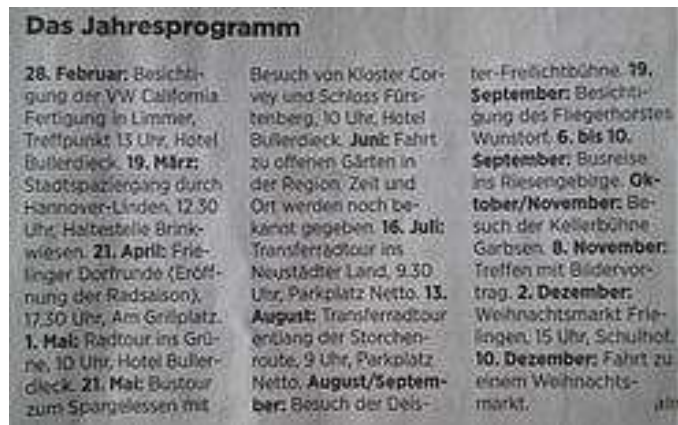 Das Jahresprogramm
28. Februar: Besichti-
gung der VW California
Fertigung in Limmer,
Treffpunkt 13 Uhr, Hotel
Bullerdieck. 19. März:
Stadtspaziergang durch
Hannover-Linden, 12.30
Uhr, Haltestelle Brink-
wiesen. 21. April: Frie-
linger Dorfrunde (Eröff-
nung der Radsaison),
17.30 Uhr, Am Grillplatz.
1. Mai: Radtour ins Grü-
ne, 10 Uhr, Hotel Buller-
dieck. 21. Mai: Bustour
zum Spargelessen mit
Besuch von Kloster Cor-
vey und Schloss Fürs-
tenberg, 10 Uhr, Hotel
Bullerdieck. Juni: Fahrt
zu offenen Gärten in
der Region. Zeit und
Ort werden noch be-
kannt gegeben. 16. Juli:
Transferradtour ins
Neustädter Land, 9.30
Uhr, Parkplatz Netto. 13.
August: Transferradtour
entlang der Storchen-
route, 9 Uhr, Parkplatz
Netto. August/Septem-
ber: Besuch der Deis-
ter-Freilichtbühne. 19.
September: Besichti-
gung des Fliegerhorstes
Wunstorf. 6. bis 10.
September: Busreise
ins Riesengebirge. Ok-
tober/November: Be-
such der Kellerbühne
Garbsen. 8. November:
Treffen mit Bildervor-
trag. 2. Dezember:
Weihnachtsmarkt Frie-
lingen, 15 Uhr, Schulhof.
10. Dezember: Fahrt zu
einem Weihnachts-
markt.